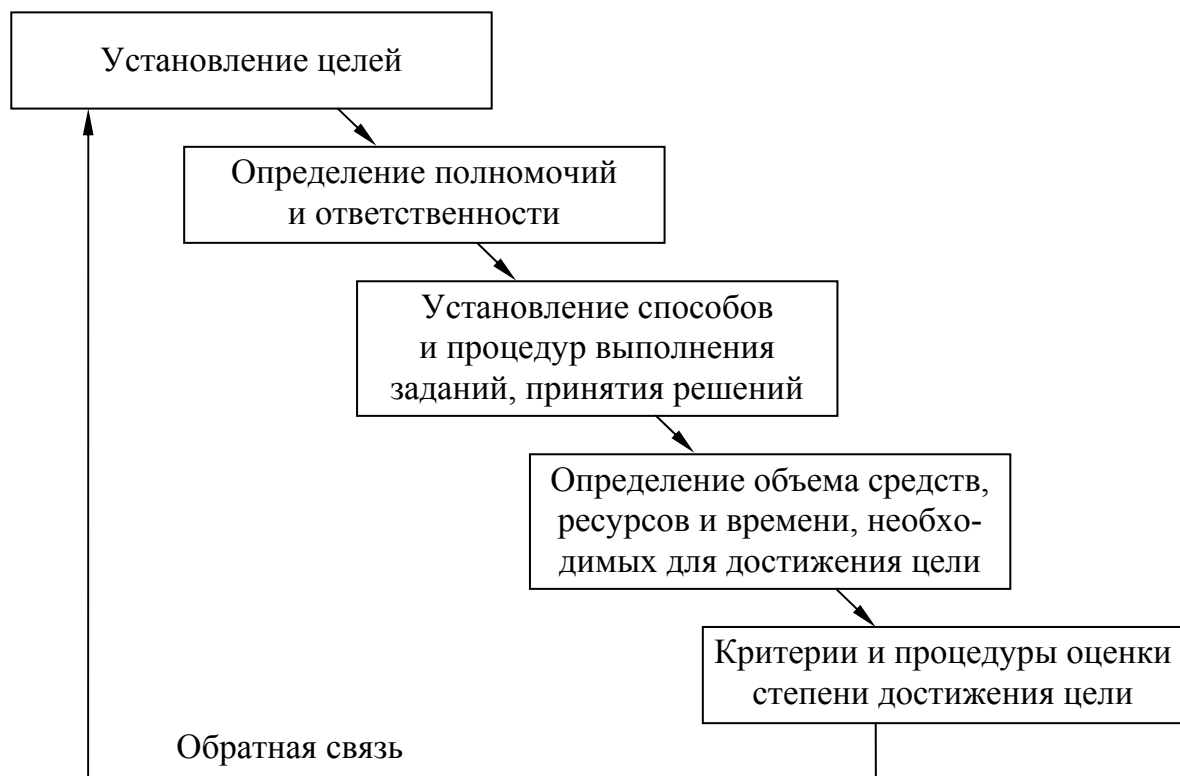 Установление целей
Определение полномочий
и ответственности
Установление способов
и процедур выполнения
заданий, принятия решений
Определение объема средств,
ресурсов и времени, необхо-
димых для достижения цели
Критерии и процедуры оценки
степени достижения цели
Обратная связь